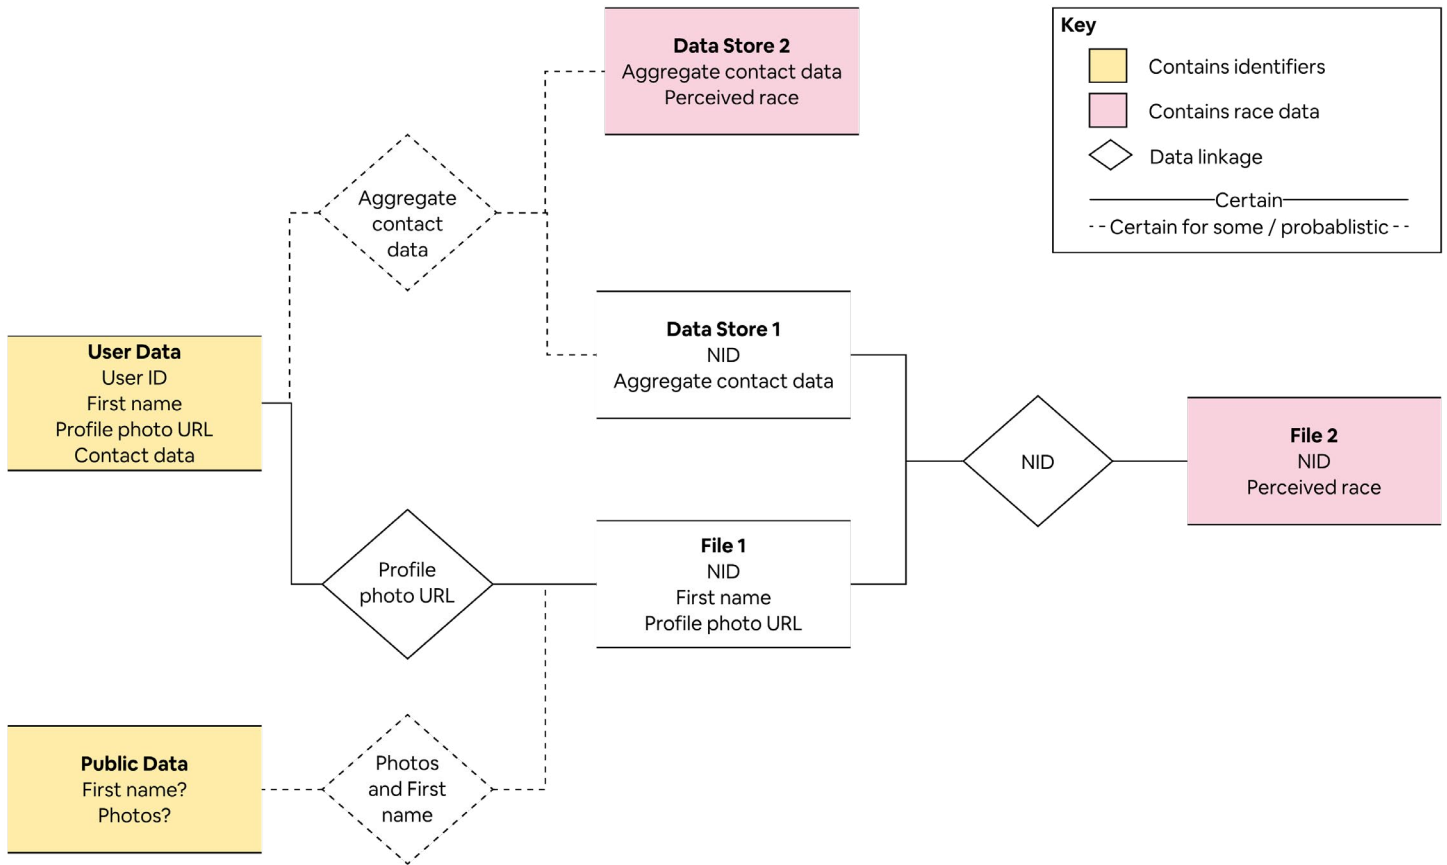 Data Store 2
Aggregate contact data
Perceived race
Key
Contains identifiers
Contains race data
Data linkage
Certain
Certain for some / probablistic
Aggregate
contact
data
Data Store 1
NID
Aggregate contact data
User Data
User ID
First name
Profile photo URL
Contact data
NID
File 2
NID
Perceived race
Profile
photo URL
File 1
NID
First name
Profile photo URL
Public Data
First name?
Photos?
Photos
and First
name